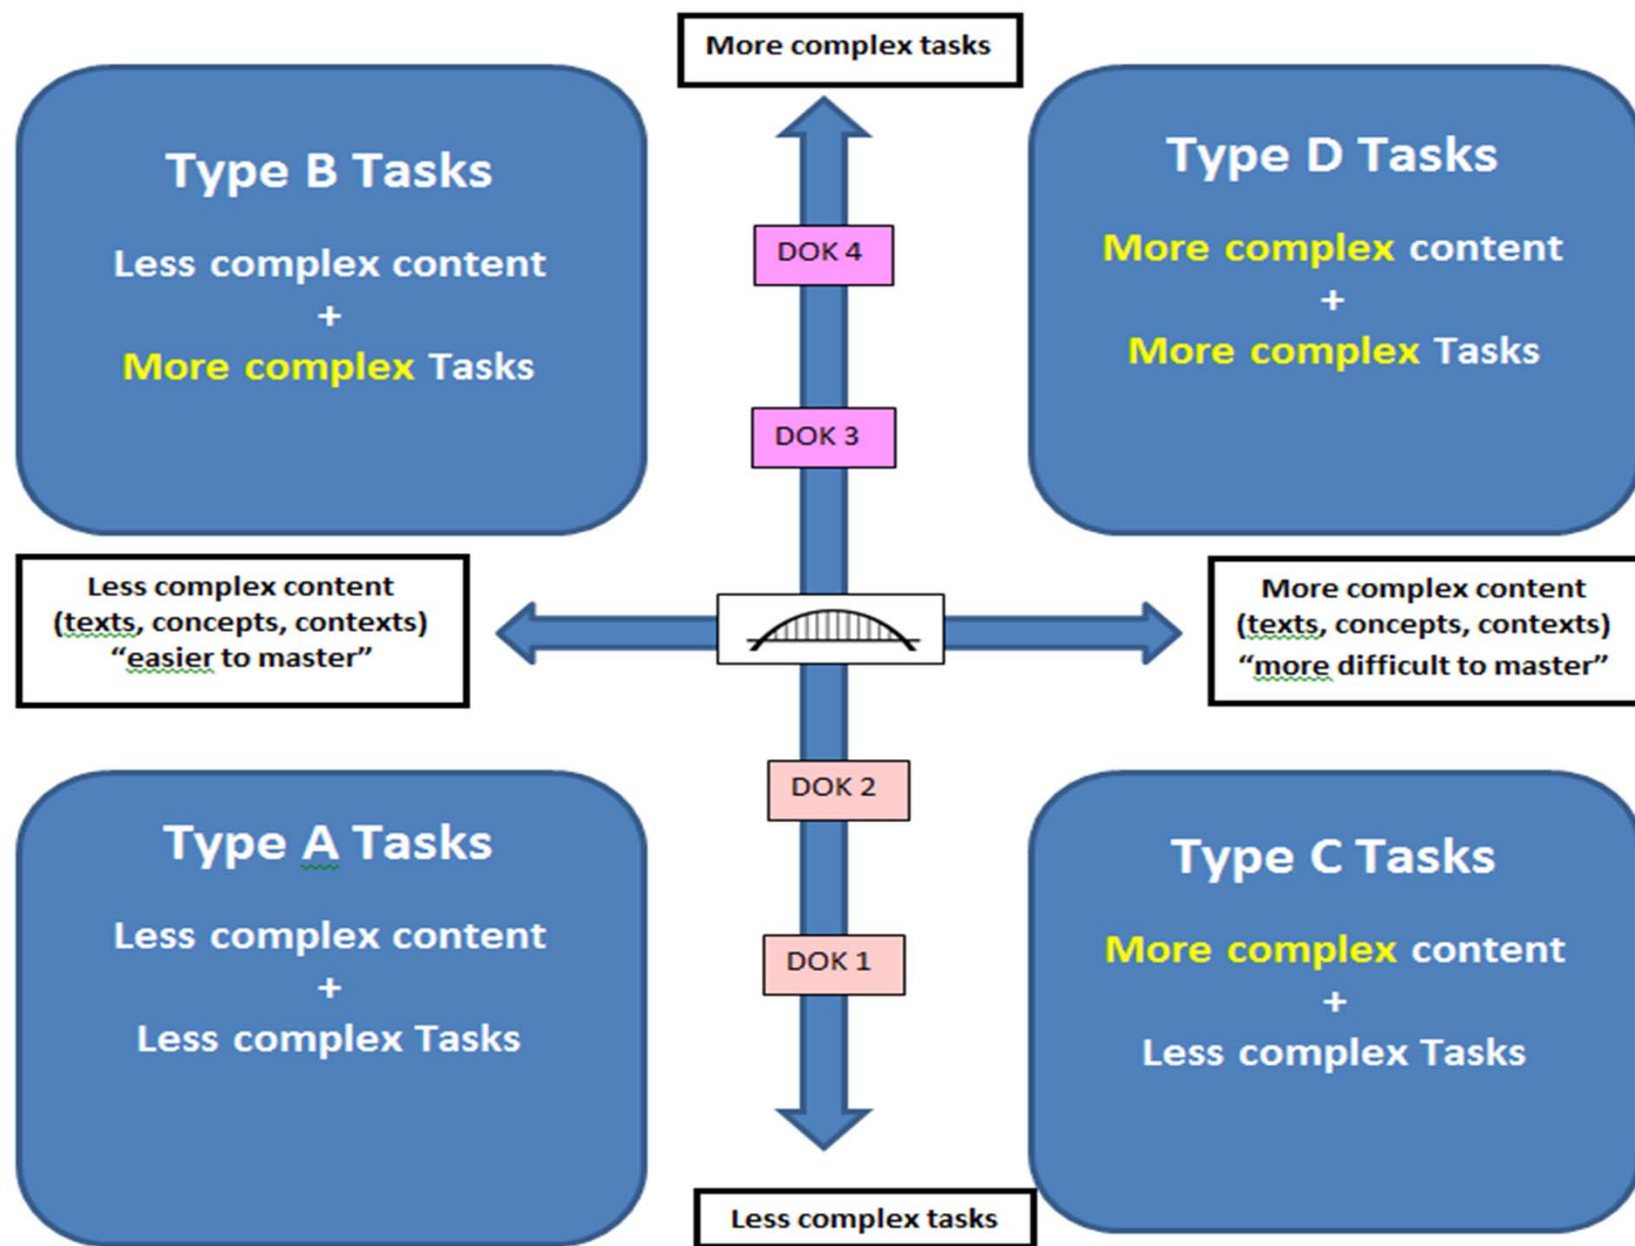 More complex tasks
Type B Tasks
Less complex content
+
More complex Tasks
Type D Tasks
More complex content
+
More complex Tasks
DOK 4
DOK 3
Less complex content
(texts, concepts, contexts)
“easier to master”
More complex content
(texts, concepts, contexts)
“more difficult to master”
DOK 2
DOK 1
Type A Tasks
Less complex content
+
Less complex Tasks
Type C Tasks
More complex content
+
Less complex Tasks
Less complex tasks